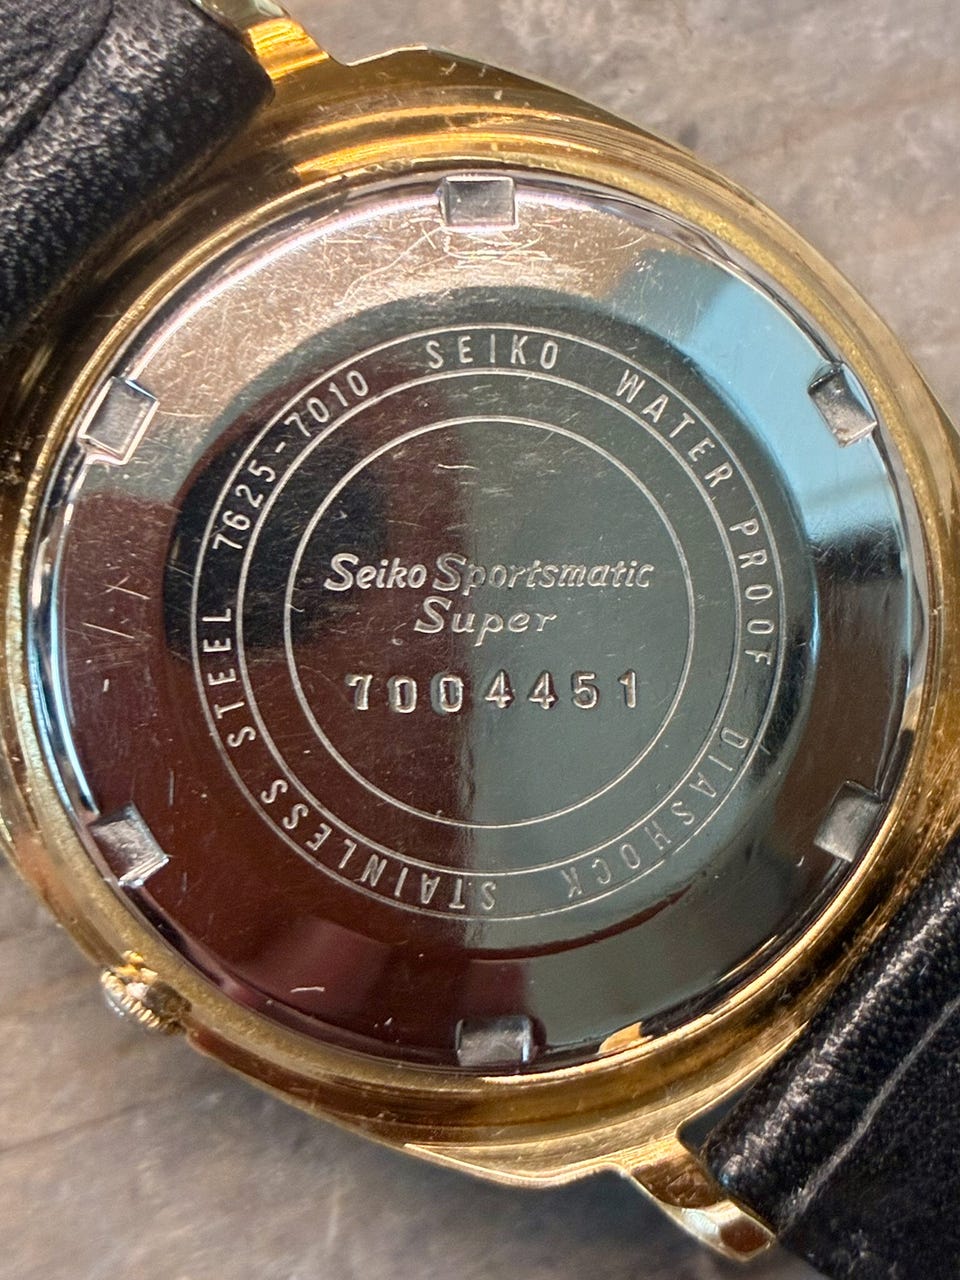 SEIKO WATER PROOF DIASHOCK STAINLESS STEEL 7625-7010
Seiko Sportsmatic
Super
7004451